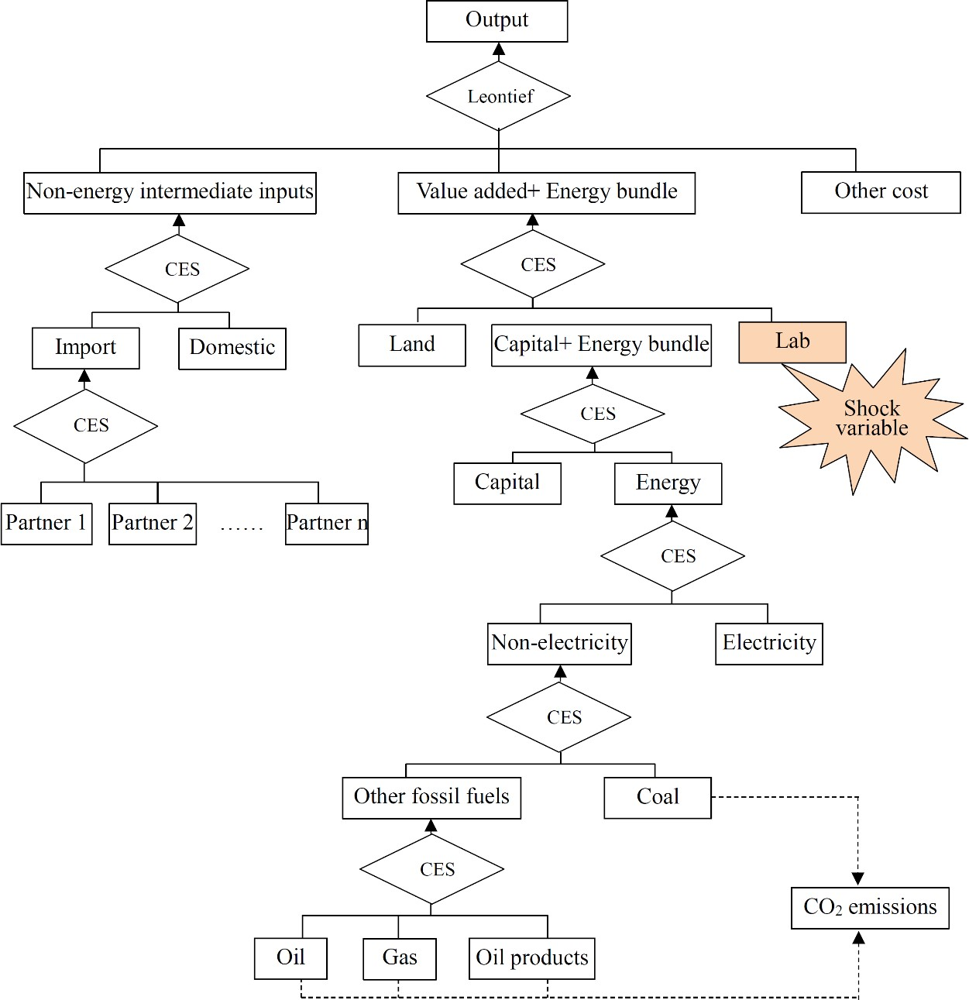 Output
Leontief
Non-energy intermediate inputs
Value added+ Energy bundle
Other cost
CES
CES
Import
Domestic
Land
Capital+ Energy bundle
Lab
CES
CES
Shock
variable
Partner 1
Partner 2
......
Partner n
Capital
Energy
CES
Non-electricity
Electricity
CES
Other fossil fuels
Coal
CES
CO₂ emissions
Oil
Gas
Oil products